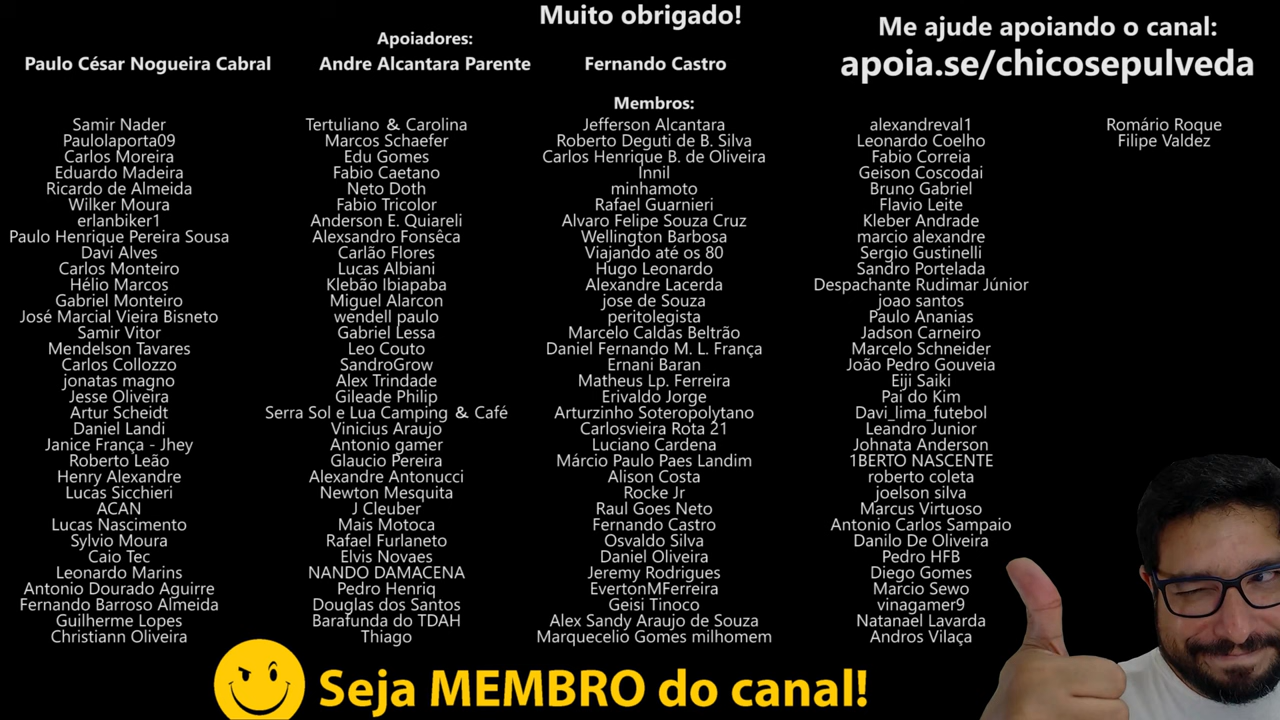 Muito obrigado!
Me ajude apoiando o canal:
apoia.se/chicosepulveda
Apoiadores:
Paulo César Nogueira Cabral
Andre Alcantara Parente
Fernando Castro
Membros:
Samir Nader
Paulolaporta09
Carlos Moreira
Eduardo Madeira
Ricardo de Almeida
Wilker Moura
erlanbiker1
Paulo Henrique Pereira Sousa
Davi Alves
Carlos Monteiro
Hélio Marcos
Gabriel Monteiro
José Marcial Vieira Bisneto
Samir Vitor
Mendelson Tavares
Carlos Collozzo
jonatas magno
Jesse Oliveira
Artur Scheidt
Daniel Landi
Janice França - Jhey
Roberto Leão
Henry Alexandre
Lucas Sicchieri
ACAN
Lucas Nascimento
Sylvio Moura
Caio Tec
Leonardo Marins
Antonio Dourado Aguirre
Fernando Barroso Almeida
Guilherme Lopes
Christiann Oliveira
Tertuliano & Carolina
Marcos Schaefer
Edu Gomes
Fabio Caetano
Neto Doth
Fabio Tricolor
Anderson E. Quiareli
Alexsandro Fonsêca
Carlão Flores
Lucas Albiani
Klebão Ibiapaba
Miguel Alarcon
wendell paulo
Gabriel Lessa
Leo Couto
SandroGrow
Alex Trindade
Gileade Philip
Serra Sol e Lua Camping & Café
Vinicius Araujo
Antonio gamer
Glaucio Pereira
Alexandre Antonucci
Newton Mesquita
J Cleuber
Mais Motoca
Rafael Furlaneto
Elvis Novaes
NANDO DAMACENA
Pedro Henriq
Douglas dos Santos
Barafunda do TDAH
Thiago
Jefferson Alcantara
Roberto Deguti de B. Silva
Carlos Henrique B. de Oliveira
Innil
minhamoto
Rafael Guarnieri
Alvaro Felipe Souza Cruz
Wellington Barbosa
Viajando até os 80
Hugo Leonardo
Alexandre Lacerda
jose de Souza
peritolegista
Marcelo Caldas Beltrão
Daniel Fernando M. L. França
Ernani Baran
Matheus Lp. Ferreira
Erivaldo Jorge
Arturzinho Soteropolytano
Carlosvieira Rota 21
Luciano Cardena
Márcio Paulo Paes Landim
Alison Costa
Rocke Jr
Raul Goes Neto
Fernando Castro
Osvaldo Silva
Daniel Oliveira
Jeremy Rodrigues
EvertonMFerreira
Geisi Tinoco
Alex Sandy Araujo de Souza
Marquecelio Gomes milhomem
alexandreval1
Leonardo Coelho
Fabio Correia
Geison Coscodai
Bruno Gabriel
Flavio Leite
Kleber Andrade
marcio alexandre
Sergio Gustinelli
Sandro Portelada
Despachante Rudimar Júnior
joao santos
Paulo Ananias
Jadson Carneiro
Marcelo Schneider
João Pedro Gouveia
Eiji Saiki
Pai do Kim
Davi_lima_futebol
Leandro Junior
Johnata Anderson
1BERTO NASCENTE
roberto coleta
joelson silva
Marcus Virtuoso
Antonio Carlos Sampaio
Danilo De Oliveira
Pedro HFB
Diego Gomes
Marcio Sewo
vinagamer9
Natanael Lavarda
Andros Vilaça
Romário Roque
Filipe Valdez
Seja MEMBRO do canal!